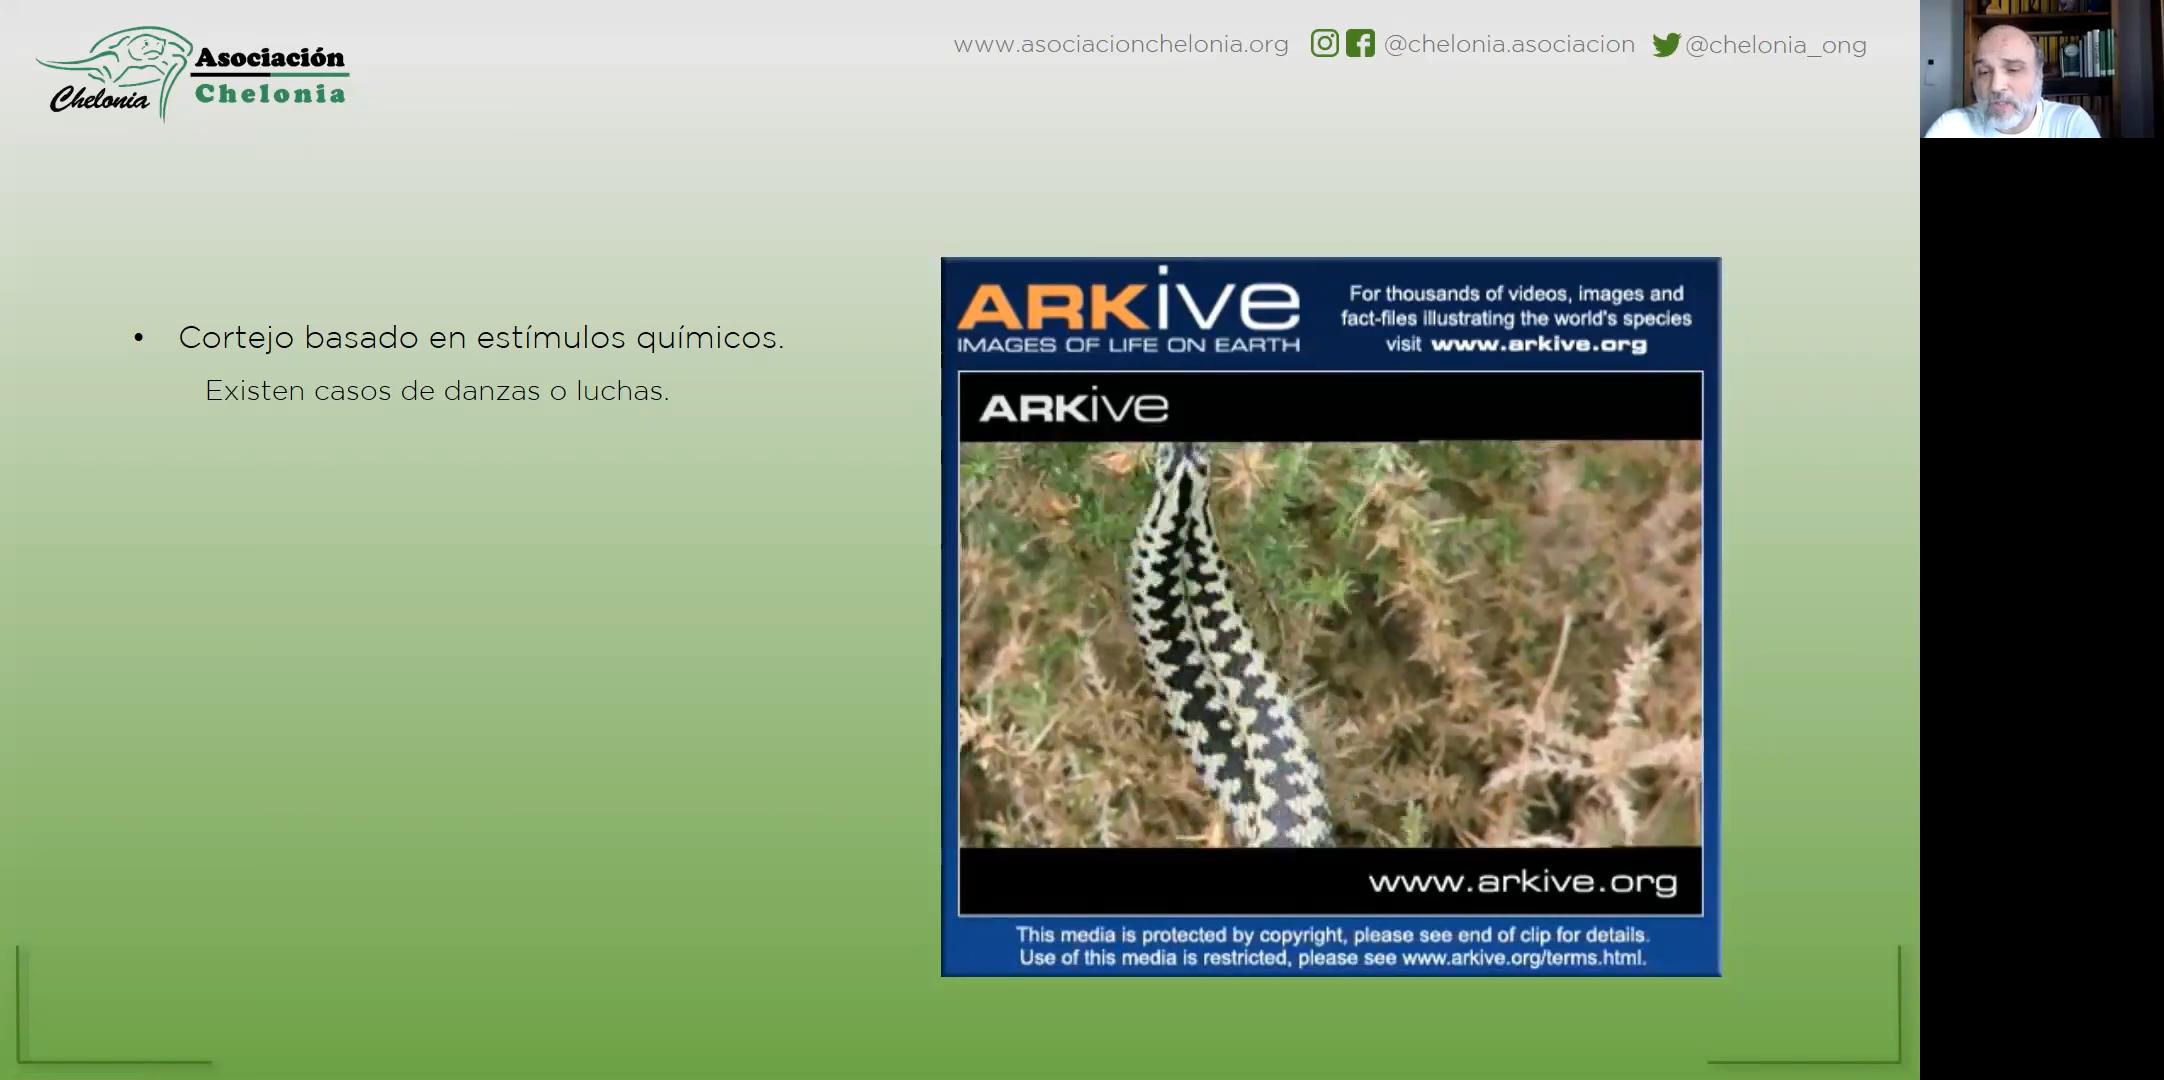 Chelonia
Asociación
Chelonia
www.asociacionchelonia.org @chelonia.asociacion @chelonia_ong
• Cortejo basado en estímulos químicos.
Existen casos de danzas o luchas.
ARKive
IMAGES OF LIFE ON EARTH
For thousands of videos, images and
fact-files illustrating the world's species
visit www.arkive.org
ARKive
www.arkive.org
This media is protected by copyright, please see end of clip for details.
Use of this media is restricted, please see www.arkive.org/terms.html.